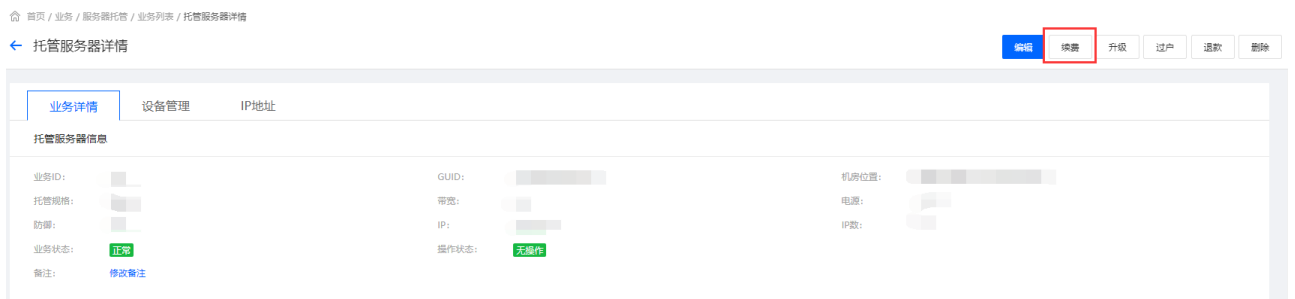 首页 / 业务 / 服务器托管 / 业务列表 / 托管服务器详情
← 托管服务器详情 编辑 续费 升级 过户 退款 删除
业务详情 设备管理 IP地址
托管服务器信息
业务ID: GUID: 机房位置:
托管规格: 带宽: 电源:
防御: IP: IP数:
业务状态: 正常 操作状态: 无操作
备注: 修改备注